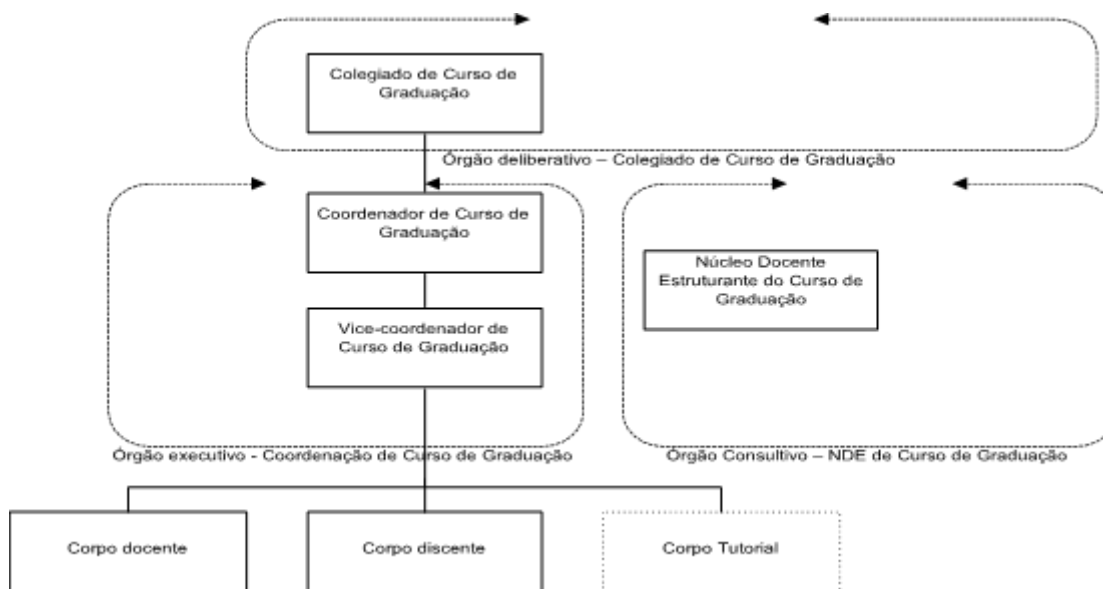 Colegiado de Curso de
Graduação
Órgão deliberativo – Colegiado de Curso de Graduação
Coordenador de Curso de
Graduação
Núcleo Docente
Estruturante do Curso de
Graduação
Vice-coordenador de
Curso de Graduação
Órgão executivo - Coordenação de Curso de Graduação
Órgão Consultivo – NDE de Curso de Graduação
Corpo docente
Corpo discente
Corpo Tutorial